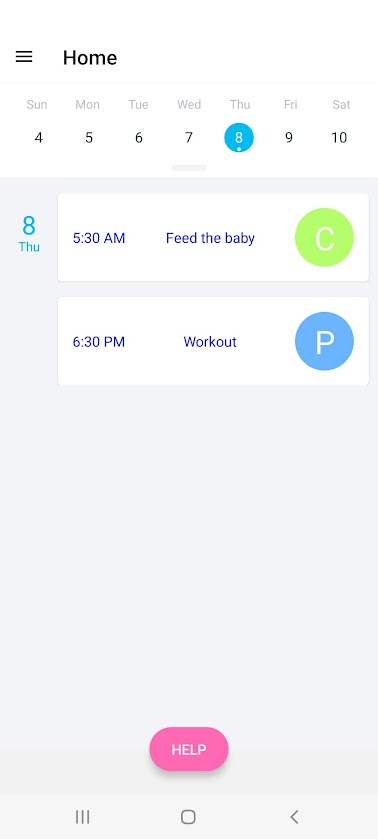 Home
Sun Mon Tue Wed Thu Fri Sat
4 5 6 7 8 9 10
8
Thu
5:30 AM Feed the baby C
6:30 PM Workout P
HELP